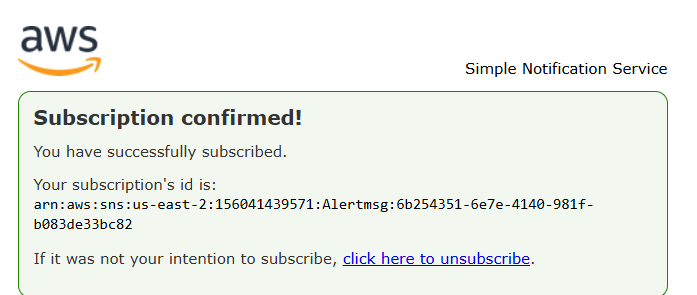 aws
Simple Notification Service
Subscription confirmed!
You have successfully subscribed.
Your subscription's id is:
arn:aws:sns:us-east-2:156041439571:Alertmsg:6b254351-6e7e-4140-981f-
b083de33bc82
If it was not your intention to subscribe, click here to unsubscribe.